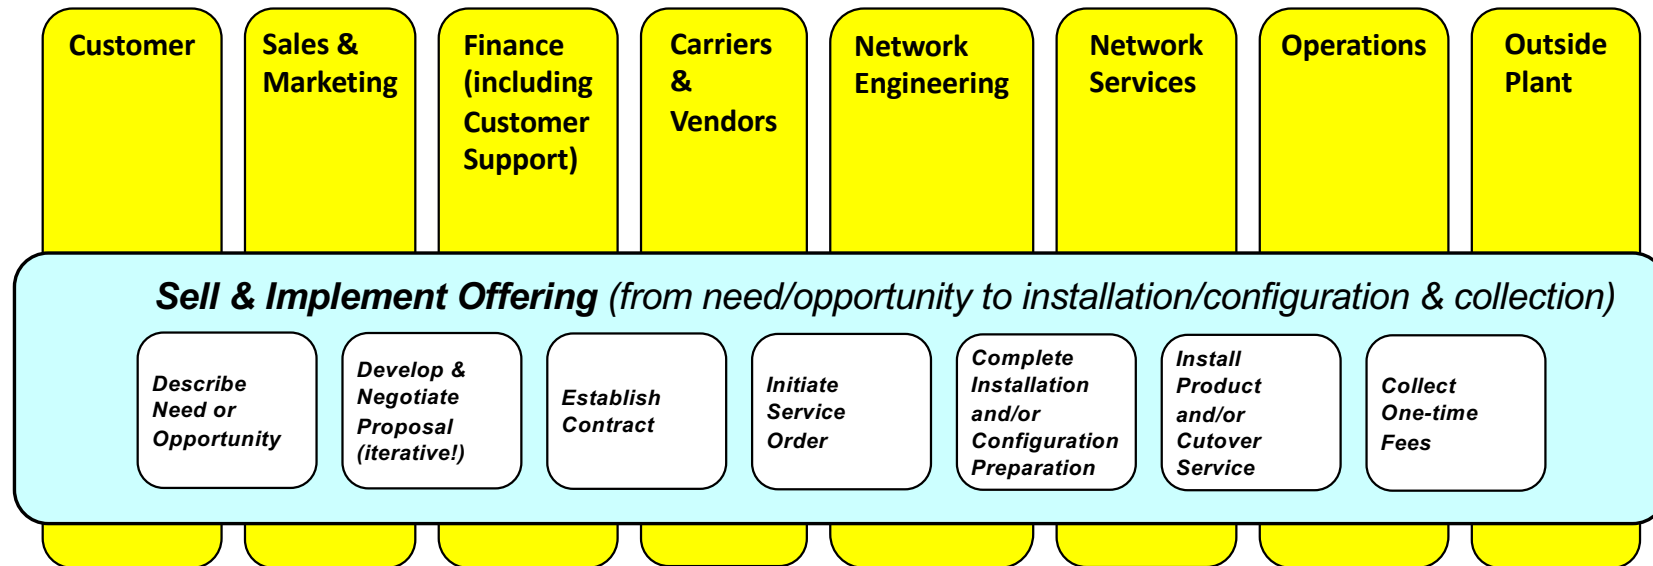 Customer
Sales &
Marketing
Finance
(including
Customer
Support)
Carriers
&
Vendors
Network
Engineering
Network
Services
Operations
Outside
Plant
Sell & Implement Offering (from need/opportunity to installation/configuration & collection)
Describe
Need or
Opportunity
Develop &
Negotiate
Proposal
(iterative!)
Establish
Contract
Initiate
Service
Order
Complete
Installation
and/or
Configuration
Preparation
Install
Product
and/or
Cutover
Service
Collect
One-time
Fees